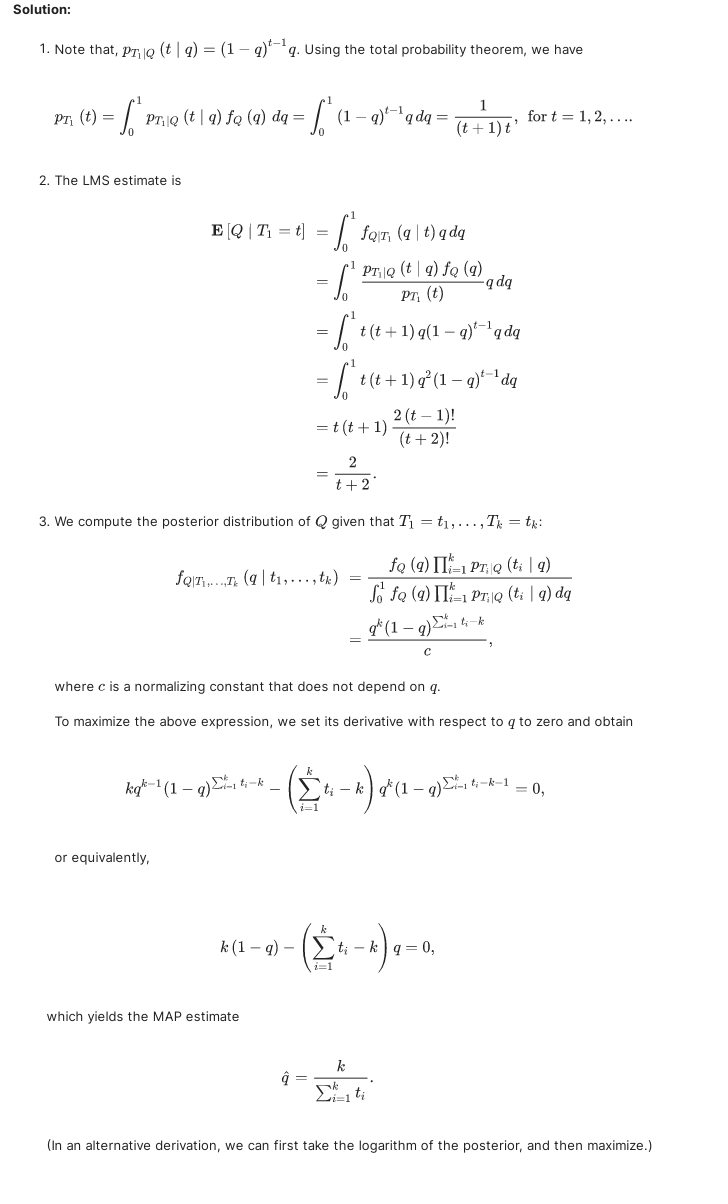 Solution:
1. Note that, $p_{T_1|Q}(t \mid q) = (1-q)^{t-1}q$. Using the total probability theorem, we have
$p_{T_1}(t) = \int_0^1 p_{T_1|Q}(t \mid q) f_Q(q)\, dq = \int_0^1 (1-q)^{t-1} q\, dq = \frac{1}{(t+1)t},$ for $t = 1, 2, \ldots.$
2. The LMS estimate is
$\mathbf{E}[Q \mid T_1 = t] = \int_0^1 f_{Q|T_1}(q \mid t)\, q\, dq$
$= \int_0^1 \frac{p_{T_1|Q}(t \mid q) f_Q(q)}{p_{T_1}(t)} q\, dq$
$= \int_0^1 t(t+1)\, q(1-q)^{t-1} q\, dq$
$= \int_0^1 t(t+1)\, q^2(1-q)^{t-1} dq$
$= t(t+1) \frac{2(t-1)!}{(t+2)!}$
$= \frac{2}{t+2}.$
3. We compute the posterior distribution of $Q$ given that $T_1 = t_1, \ldots, T_k = t_k$:
$f_{Q|T_1,\ldots,T_k}(q \mid t_1, \ldots, t_k) = \frac{f_Q(q) \prod_{i=1}^k p_{T_i|Q}(t_i \mid q)}{\int_0^1 f_Q(q) \prod_{i=1}^k p_{T_i|Q}(t_i \mid q)\, dq}$
$= \frac{q^k(1-q)^{\sum_{i=1}^k t_i - k}}{c},$
where $c$ is a normalizing constant that does not depend on $q$.
To maximize the above expression, we set its derivative with respect to $q$ to zero and obtain
$kq^{k-1}(1-q)^{\sum_{i=1}^k t_i - k} - \left(\sum_{i=1}^k t_i - k\right) q^k(1-q)^{\sum_{i=1}^k t_i - k - 1} = 0,$
or equivalently,
$k(1-q) - \left(\sum_{i=1}^k t_i - k\right) q = 0,$
which yields the MAP estimate
$\hat{q} = \frac{k}{\sum_{i=1}^k t_i}.$
(In an alternative derivation, we can first take the logarithm of the posterior, and then maximize.)